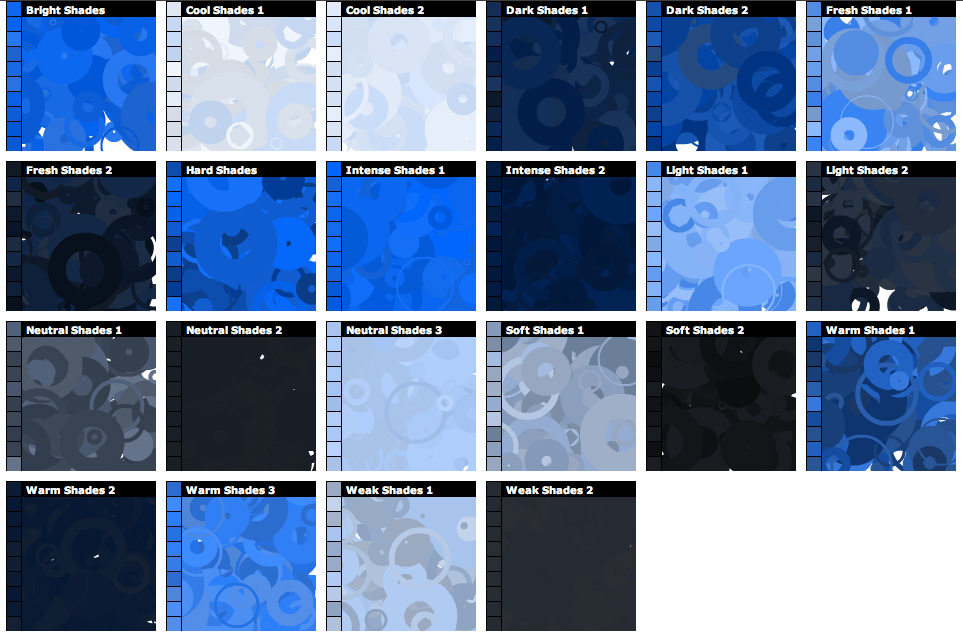 Bright Shades
Cool Shades 1
Cool Shades 2
Dark Shades 1
Dark Shades 2
Fresh Shades 1
Fresh Shades 2
Hard Shades
Intense Shades 1
Intense Shades 2
Light Shades 1
Light Shades 2
Neutral Shades 1
Neutral Shades 2
Neutral Shades 3
Soft Shades 1
Soft Shades 2
Warm Shades 1
Warm Shades 2
Warm Shades 3
Weak Shades 1
Weak Shades 2